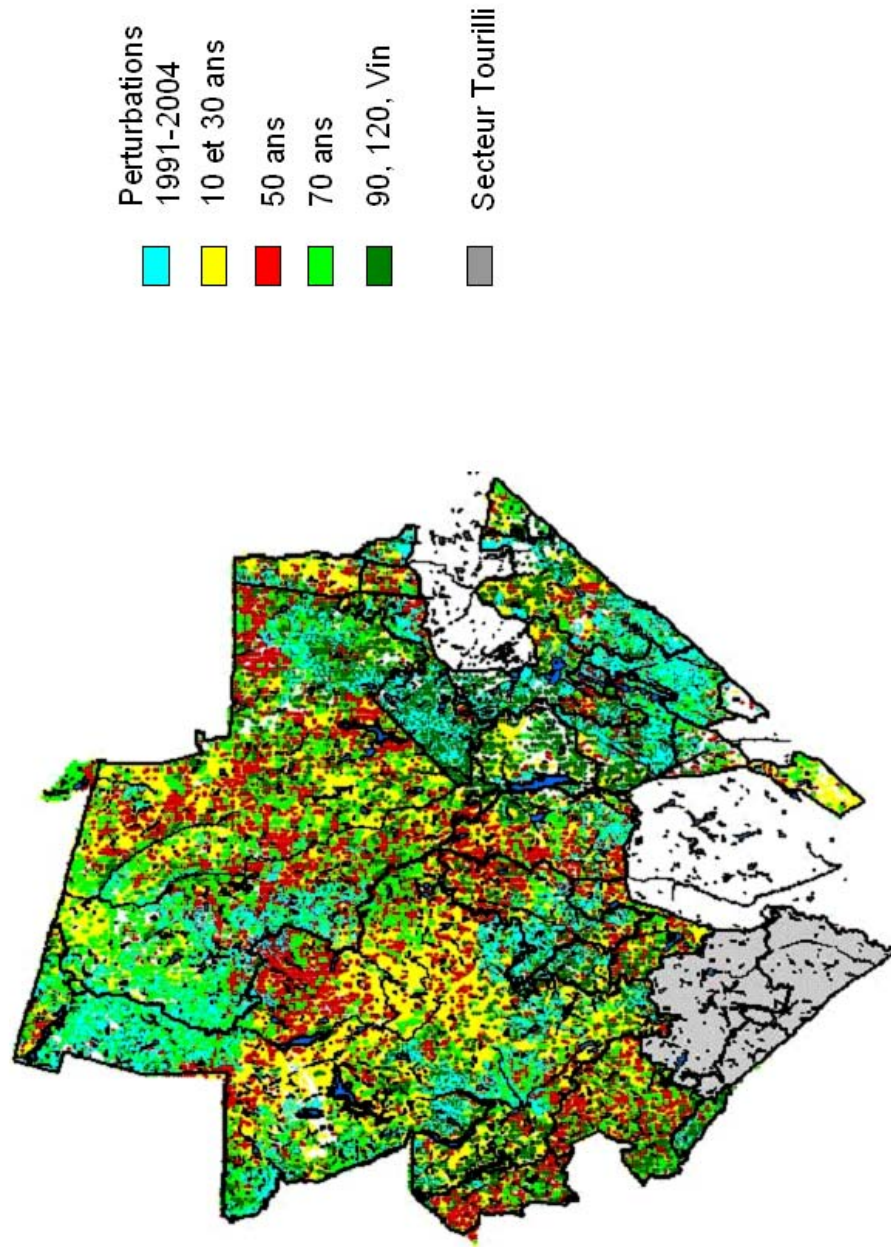 Perturbations
1991-2004
10 et 30 ans
50 ans
70 ans
90, 120, Vin
Secteur Tourilli